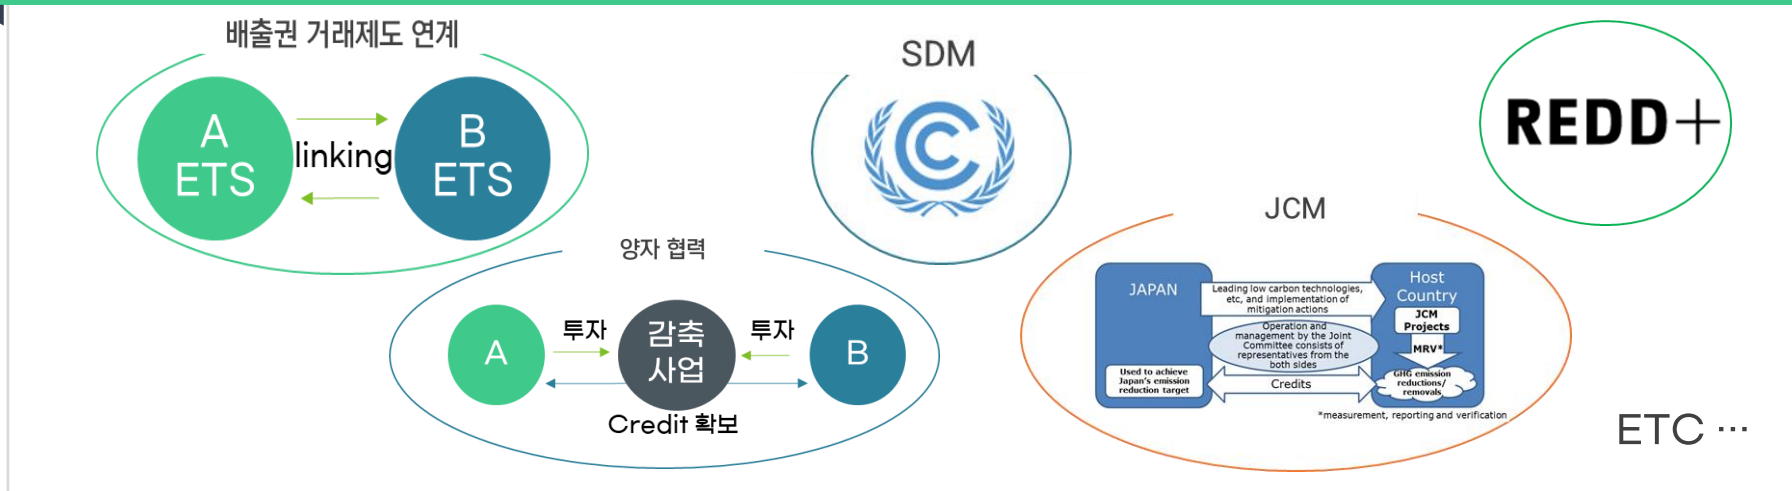 배출권 거래제도 연계
A
ETS
linking
B
ETS
SDM
REDD+
양자 협력
A
투자
감축
사업
투자
B
Credit 확보
JCM
JAPAN
Leading low carbon technologies,
etc, and implementation of
mitigation actions
Host
Country
JCM
Projects
Operation and
management by the Joint
Committee consists of
representatives from the
both sides
MRV*
Used to achieve
Japan's emission
reduction target
Credits
GHG emission
reductions/
removals
*measurement, reporting and verification
ETC ···